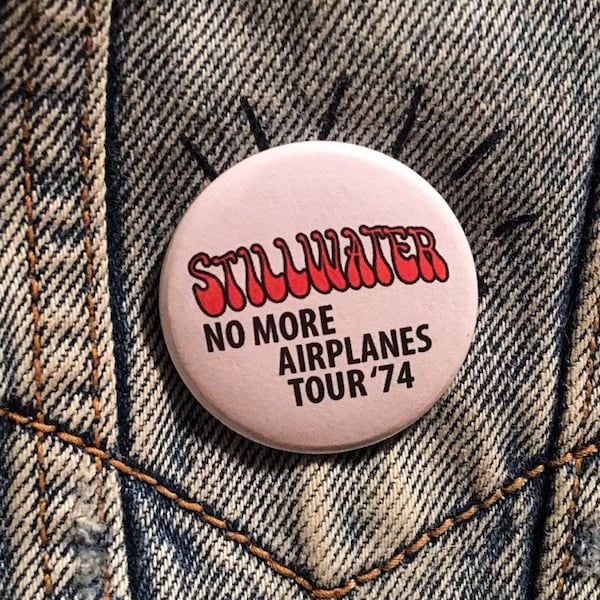 STILLWATER
NO MORE
AIRPLANES
TOUR '74